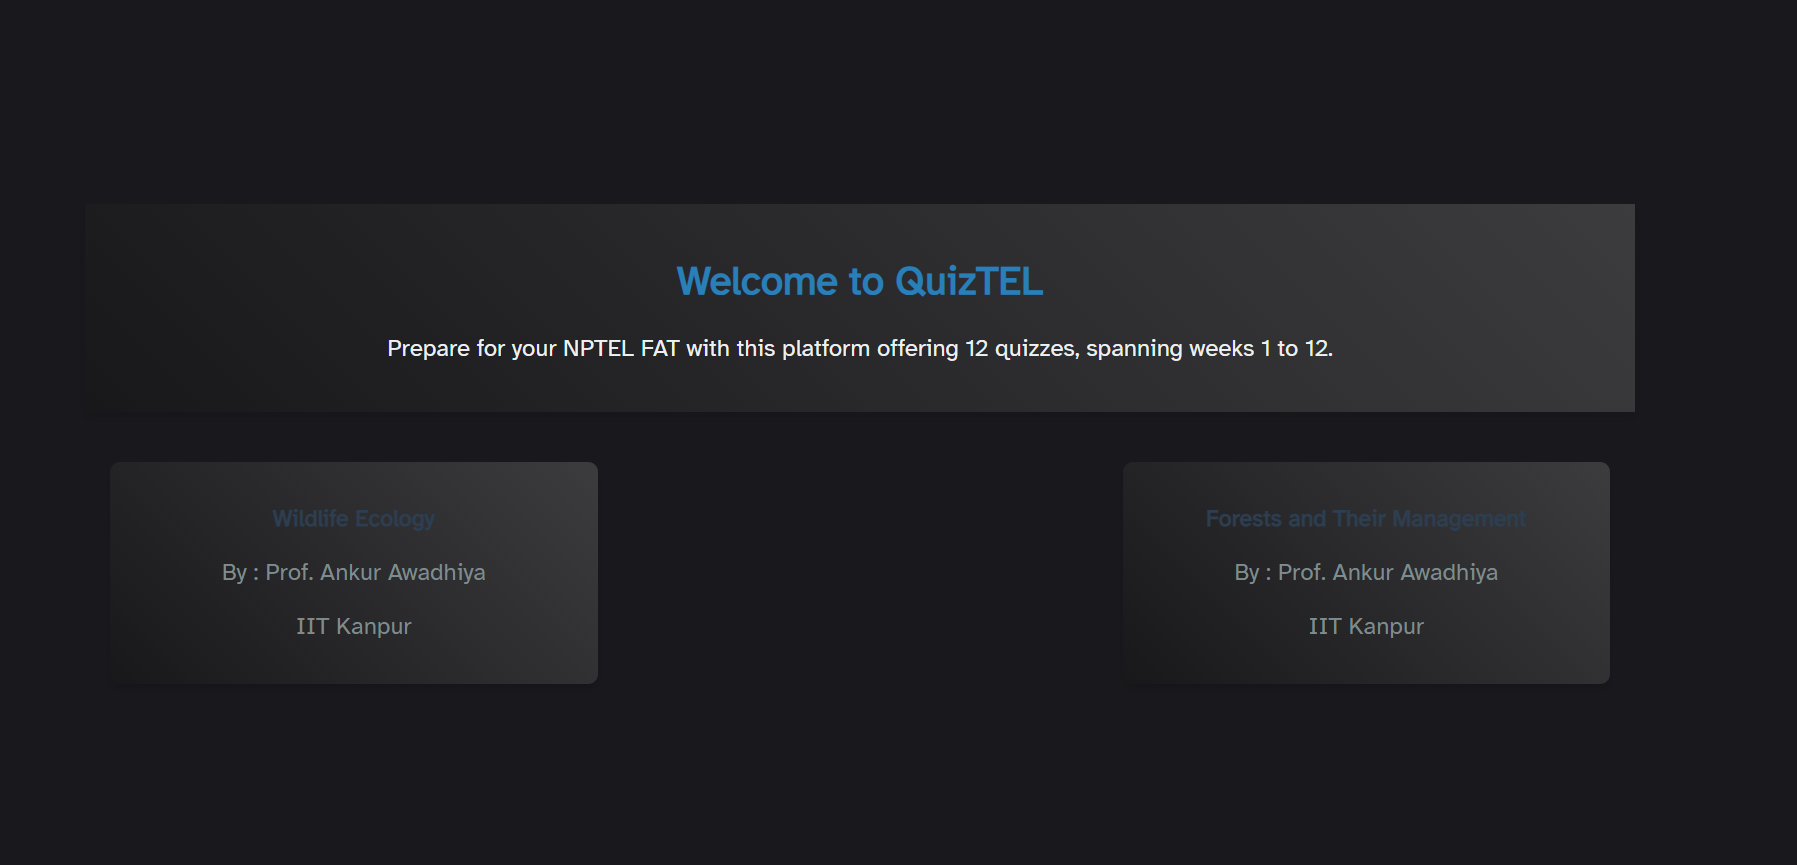 Welcome to QuizTEL
Prepare for your NPTEL FAT with this platform offering 12 quizzes, spanning weeks 1 to 12.
Wildlife Ecology
By : Prof. Ankur Awadhiya
IIT Kanpur
Forests and Their Management
By : Prof. Ankur Awadhiya
IIT Kanpur